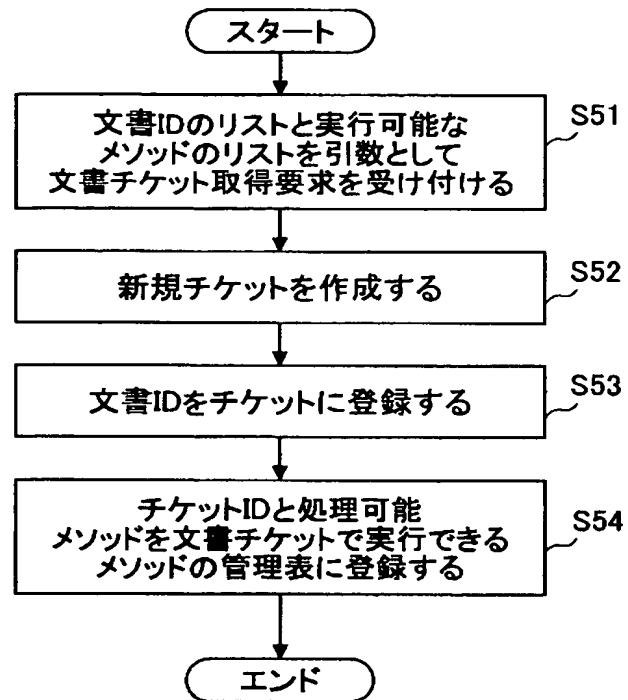 スタート
文書IDのリストと実行可能な
メソッドのリストを引数として
文書チケット取得要求を受け付ける
S51
新規チケットを作成する
S52
文書IDをチケットに登録する
S53
チケットIDと処理可能
メソッドを文書チケットで実行できる
メソッドの管理表に登録する
S54
エンド